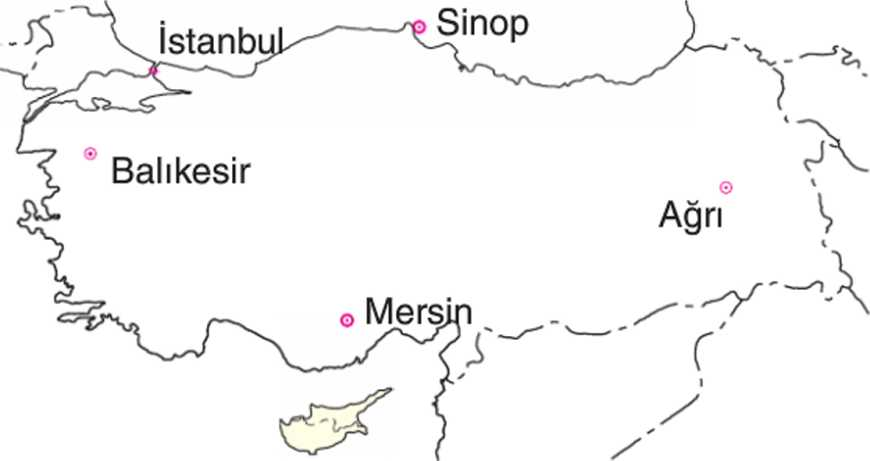 İstanbul
Sinop
Balıkesir
Ağrı
Mersin